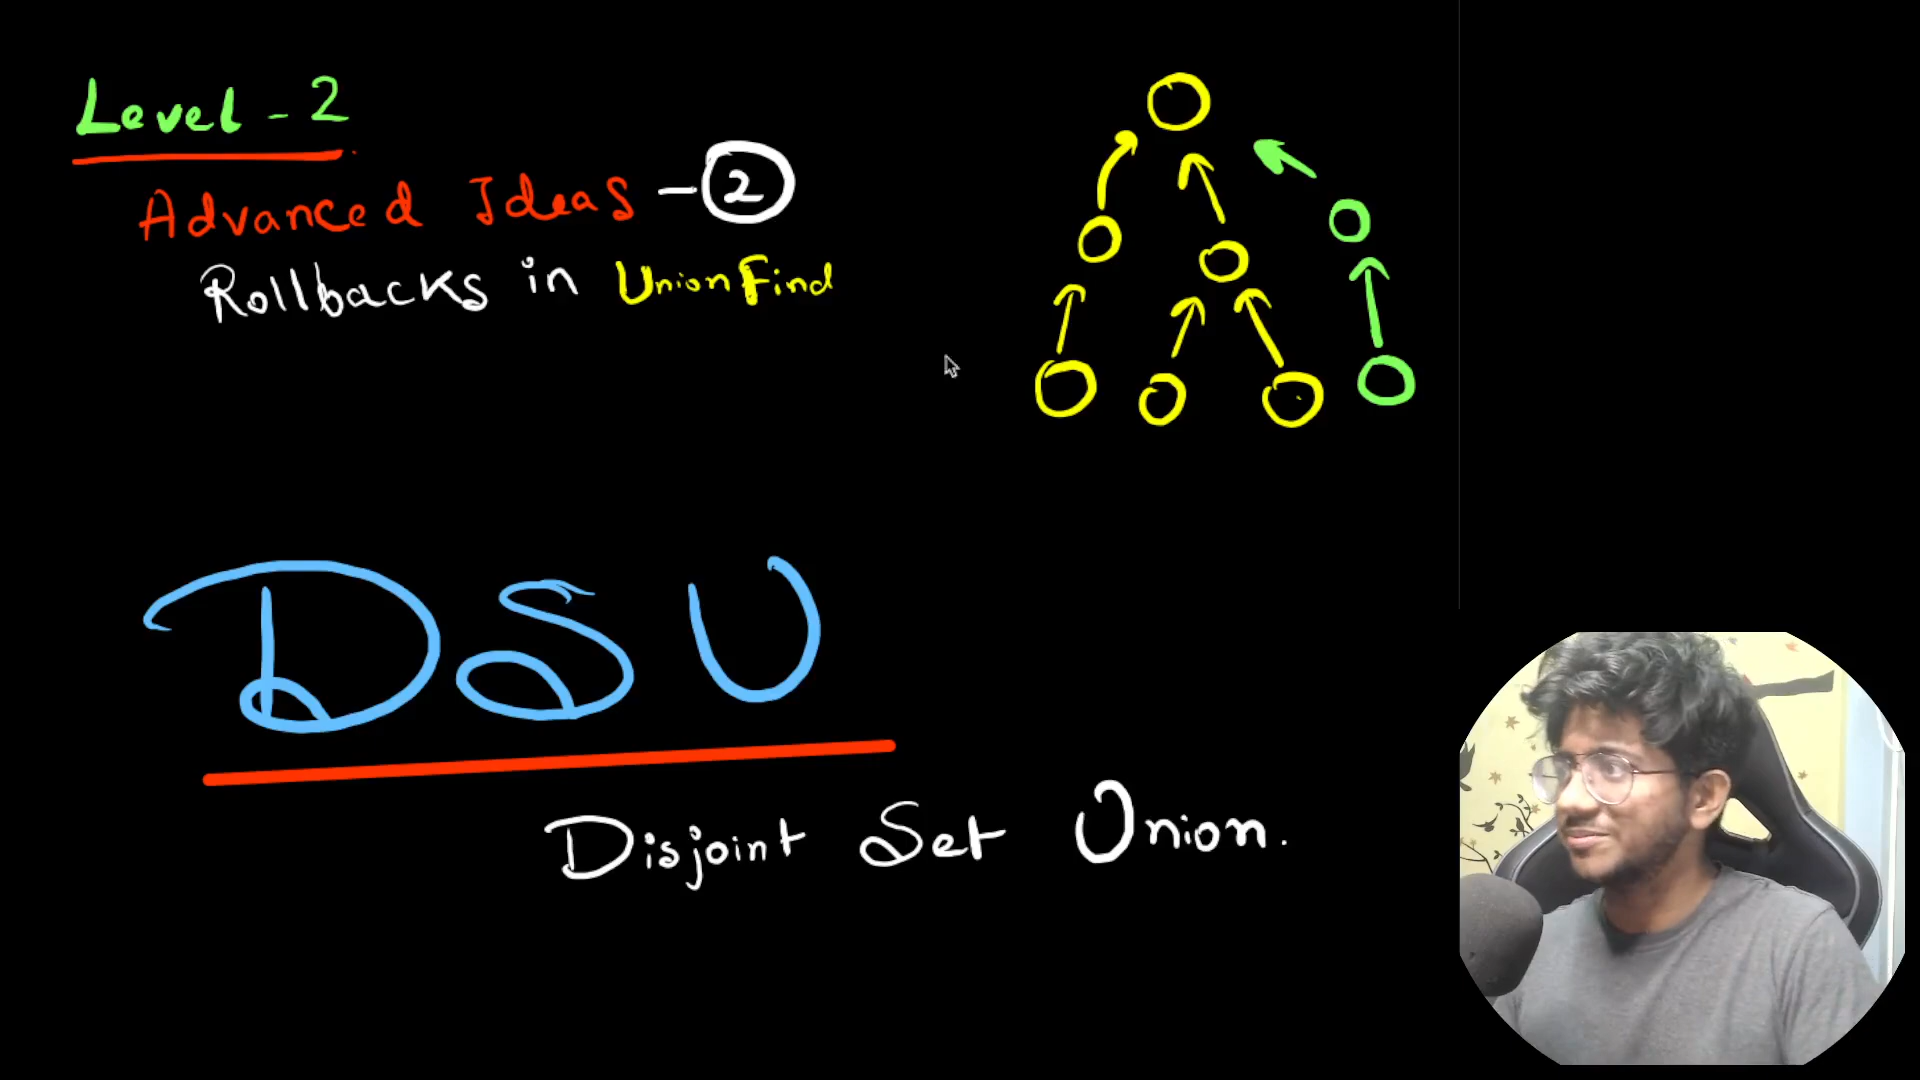 Level - 2
Advanced Ideas - 2
Rollbacks in UnionFind
DSU
Disjoint Set Union.